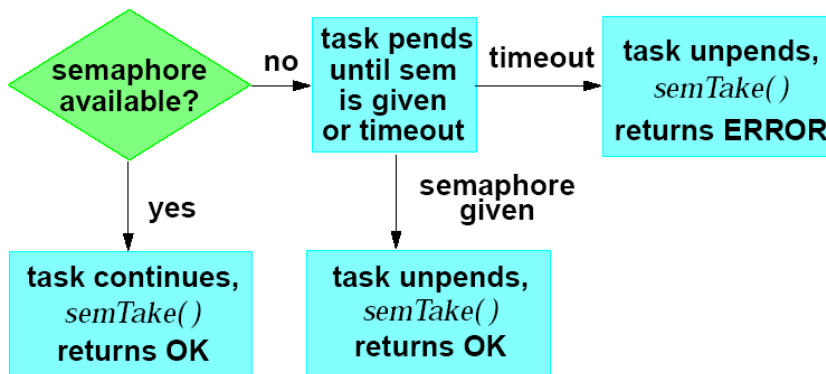 semaphore
available?
no
task pends
until sem
is given
or timeout
timeout
task unpends,
semTake()
returns ERROR
yes
semaphore
given
task continues,
semTake()
returns OK
task unpends,
semTake()
returns OK